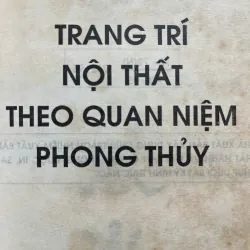 TRANG TRÍ
NỘI THẤT
THEO QUAN NIỆM
PHONG THỦY